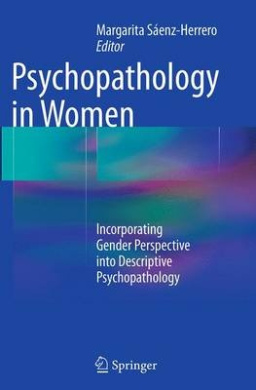 Margarita Sáenz-Herrero
Editor
Psychopathology
in Women
Incorporating
Gender Perspective
into Descriptive
Psychopathology
Springer